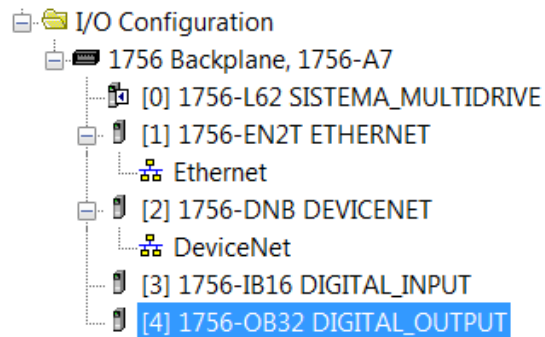 I/O Configuration
1756 Backplane, 1756-A7
[0] 1756-L62 SISTEMA_MULTIDRIVE
[1] 1756-EN2T ETHERNET
Ethernet
[2] 1756-DNB DEVICENET
DeviceNet
[3] 1756-IB16 DIGITAL_INPUT
[4] 1756-OB32 DIGITAL_OUTPUT